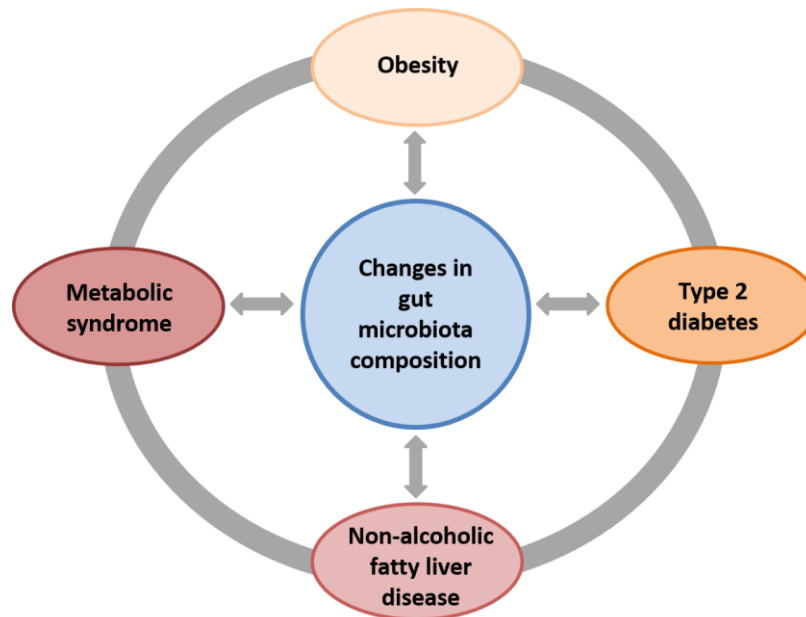 Obesity
Metabolic
syndrome
Changes in
gut
microbiota
composition
Type 2
diabetes
Non-alcoholic
fatty liver
disease